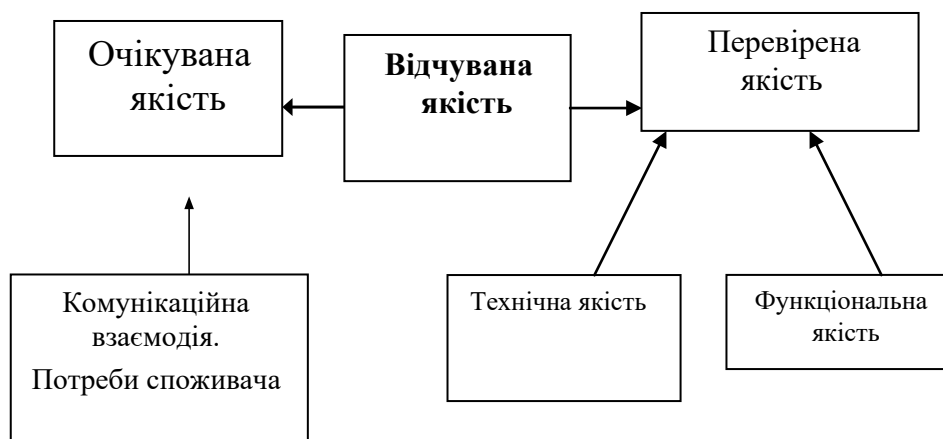 Очікувана
якість
Відчувана
якість
Перевірена
якість
Комунікаційна
взаємодія.
Потреби споживача
Технічна якість
Функціональна
якість